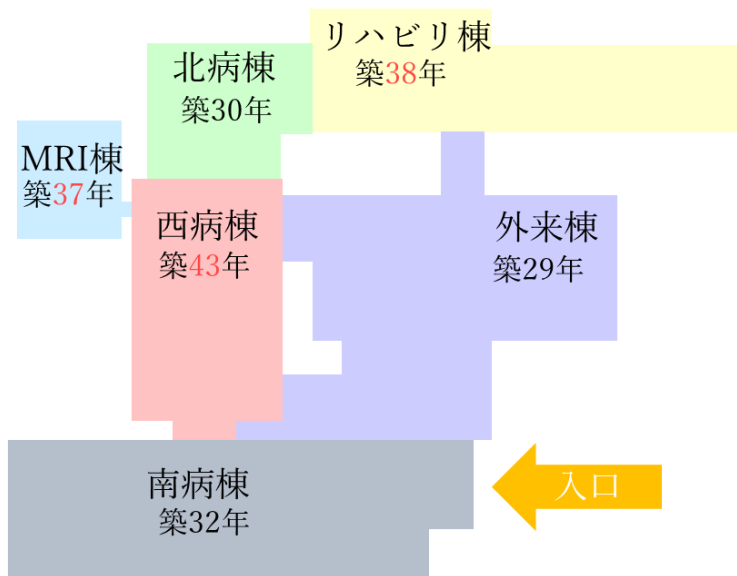 リハビリ棟
築38年
北病棟
築30年
MRI棟
築37年
西病棟
築43年
外来棟
築29年
南病棟
築32年
入口